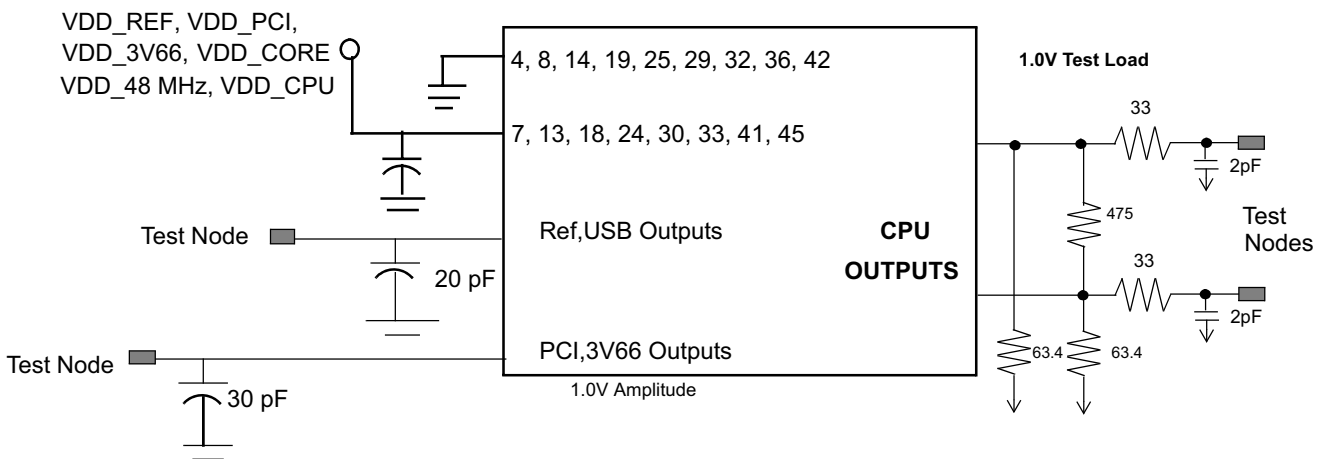 VDD_REF, VDD_PCI,
VDD_3V66, VDD_CORE
VDD_48 MHz, VDD_CPU
4, 8, 14, 19, 25, 29, 32, 36, 42
7, 13, 18, 24, 30, 33, 41, 45
Test Node
Ref,USB Outputs
20 pF
Test Node
PCI,3V66 Outputs
30 pF
1.0V Amplitude
CPU
OUTPUTS
1.0V Test Load
33
2pF
475
Test
Nodes
33
2pF
63.4
63.4